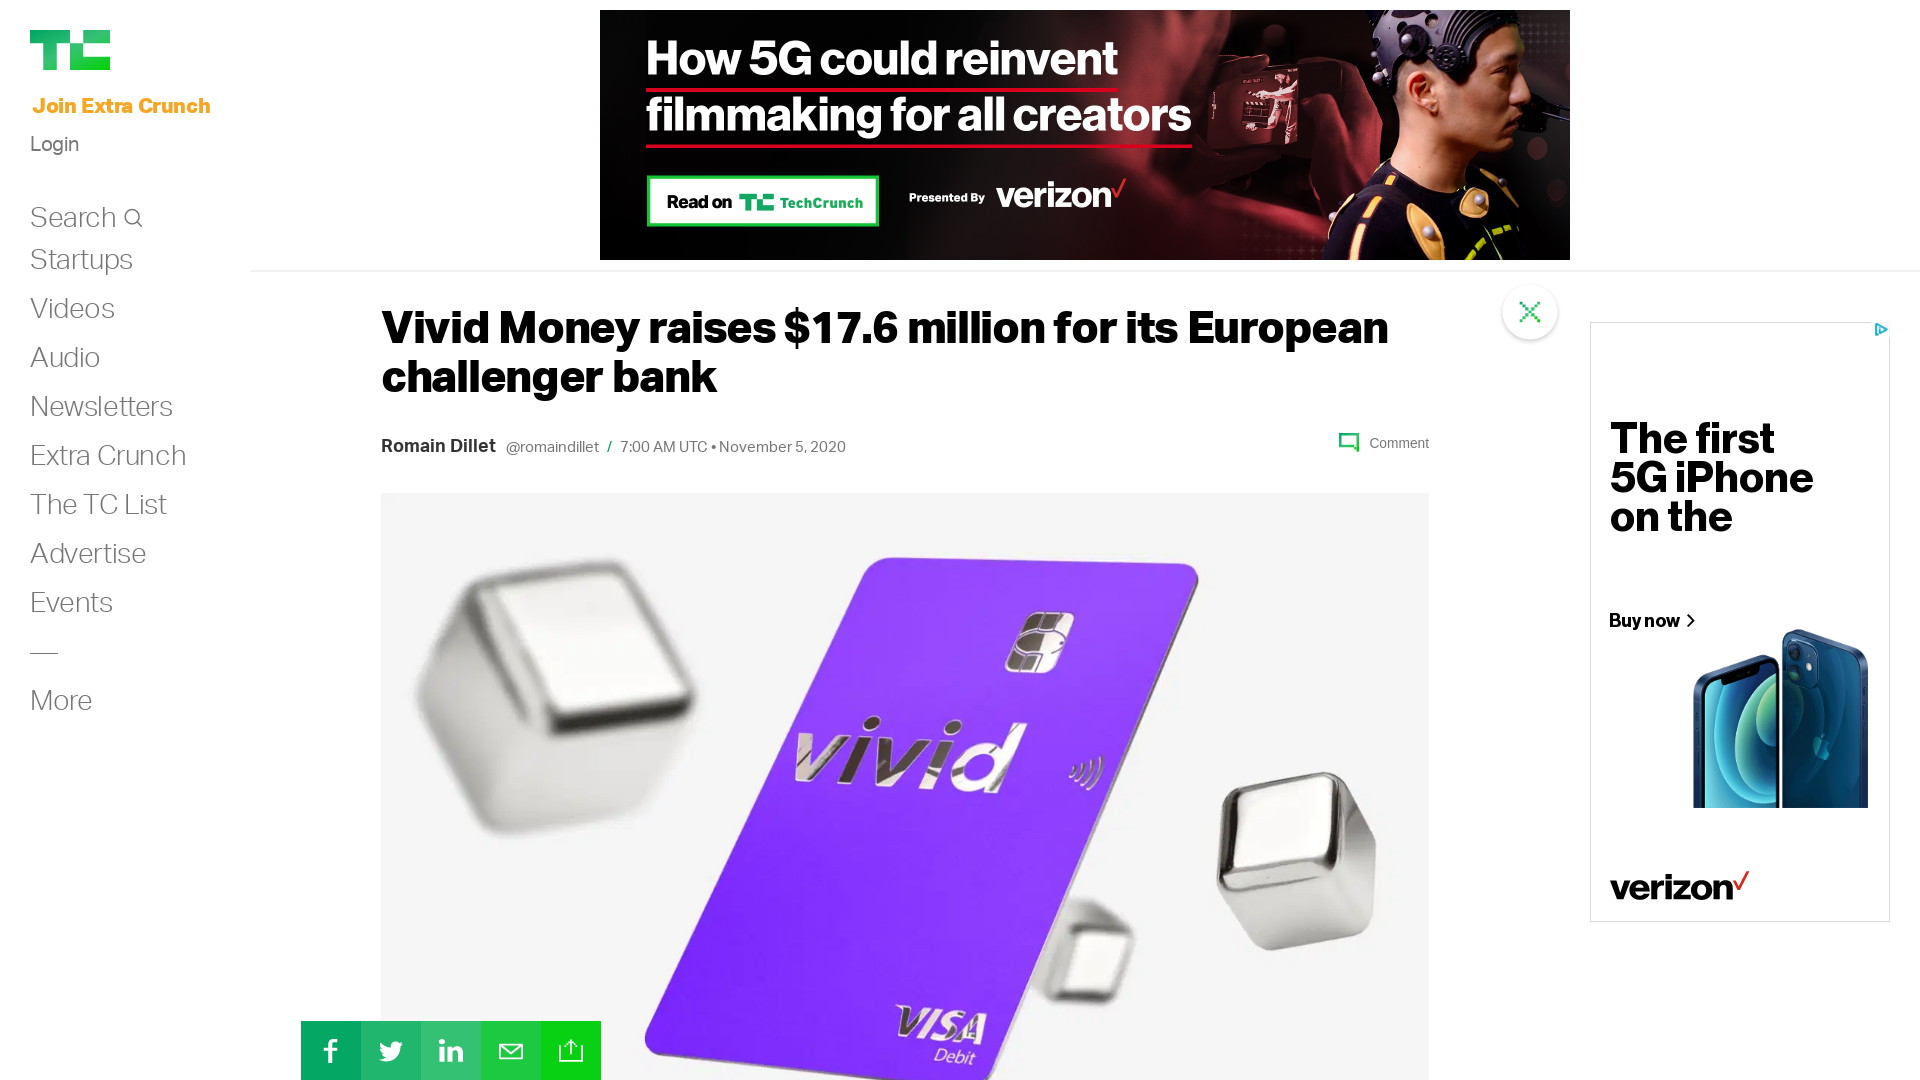 TC
Join Extra Crunch
Login
Search
Startups
Videos
Audio
Newsletters
Extra Crunch
The TC List
Advertise
Events
More
How 5G could reinvent
filmmaking for all creators
Read on TC TechCrunch
Presented By verizon
Vivid Money raises $17.6 million for its European
challenger bank
Romain Dillet @romaindillet / 7:00 AM UTC • November 5, 2020
Comment
vivid
VISA
Debit
The first
5G iPhone
on the
Buy now
verizon